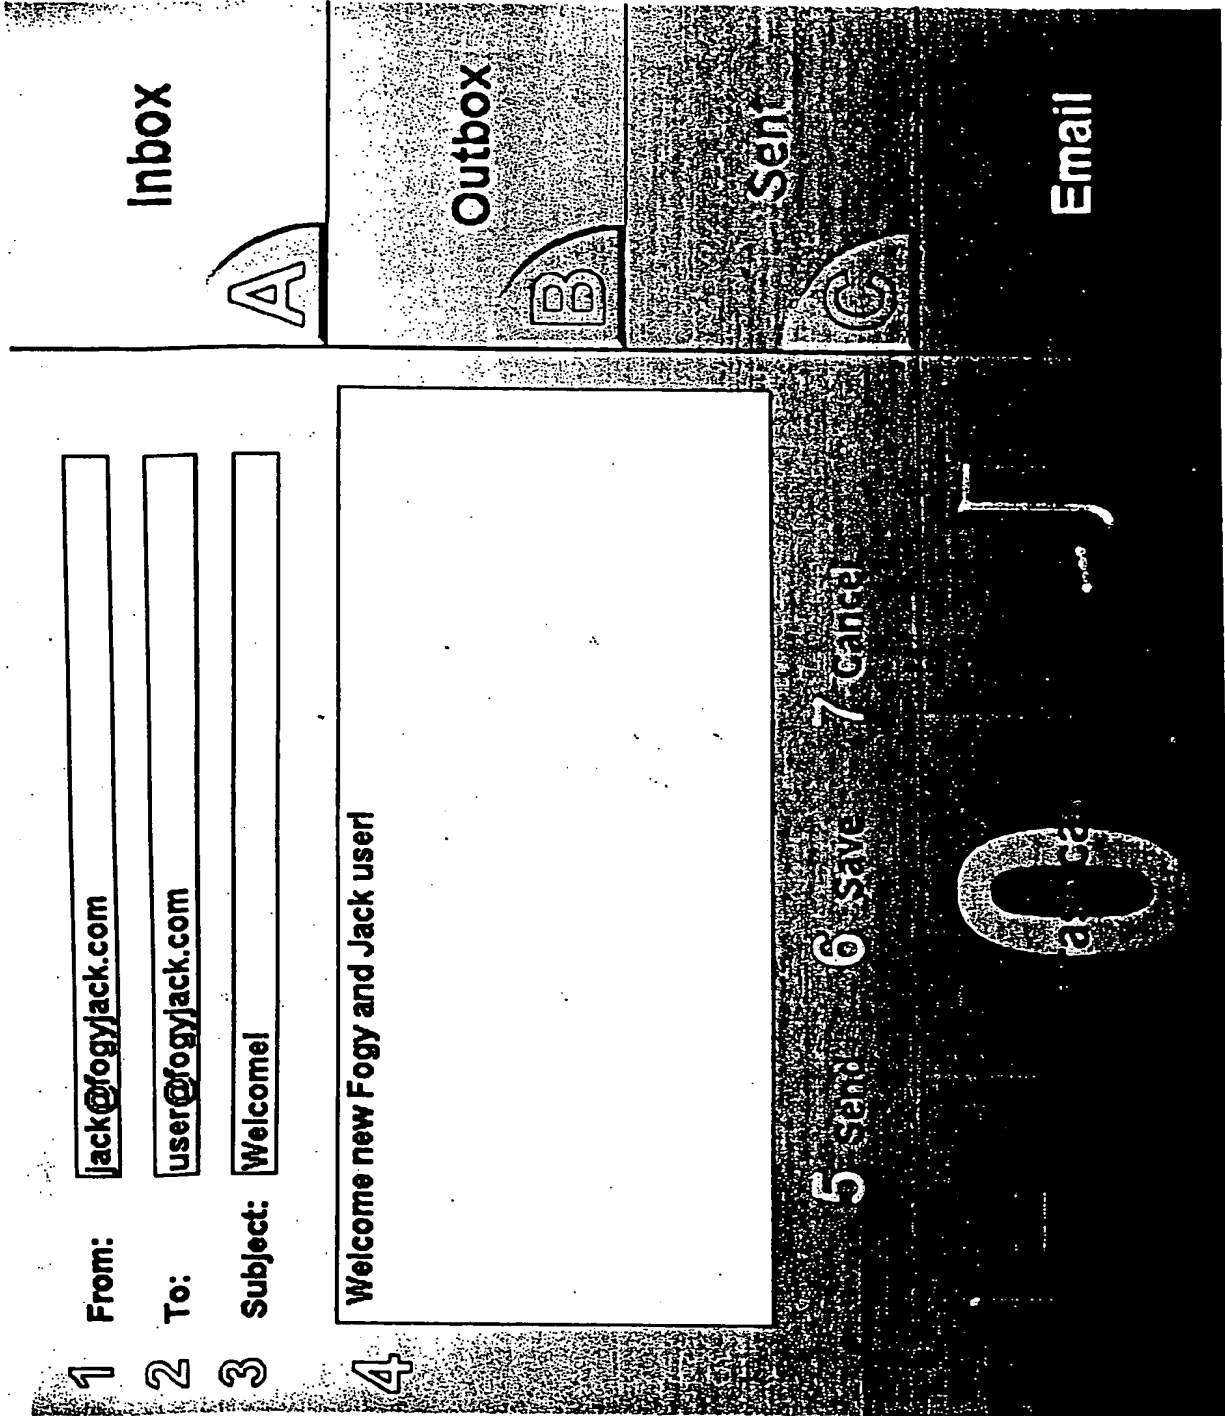 1 From: jack@fogyjack.com
2 To: user@fogyjack.com
3 Subject: Welcome!
4 Welcome new Fogy and Jack user!
5 Send 6 Save 7 Cancel
0
A Inbox
B Outbox
C Sent
Email